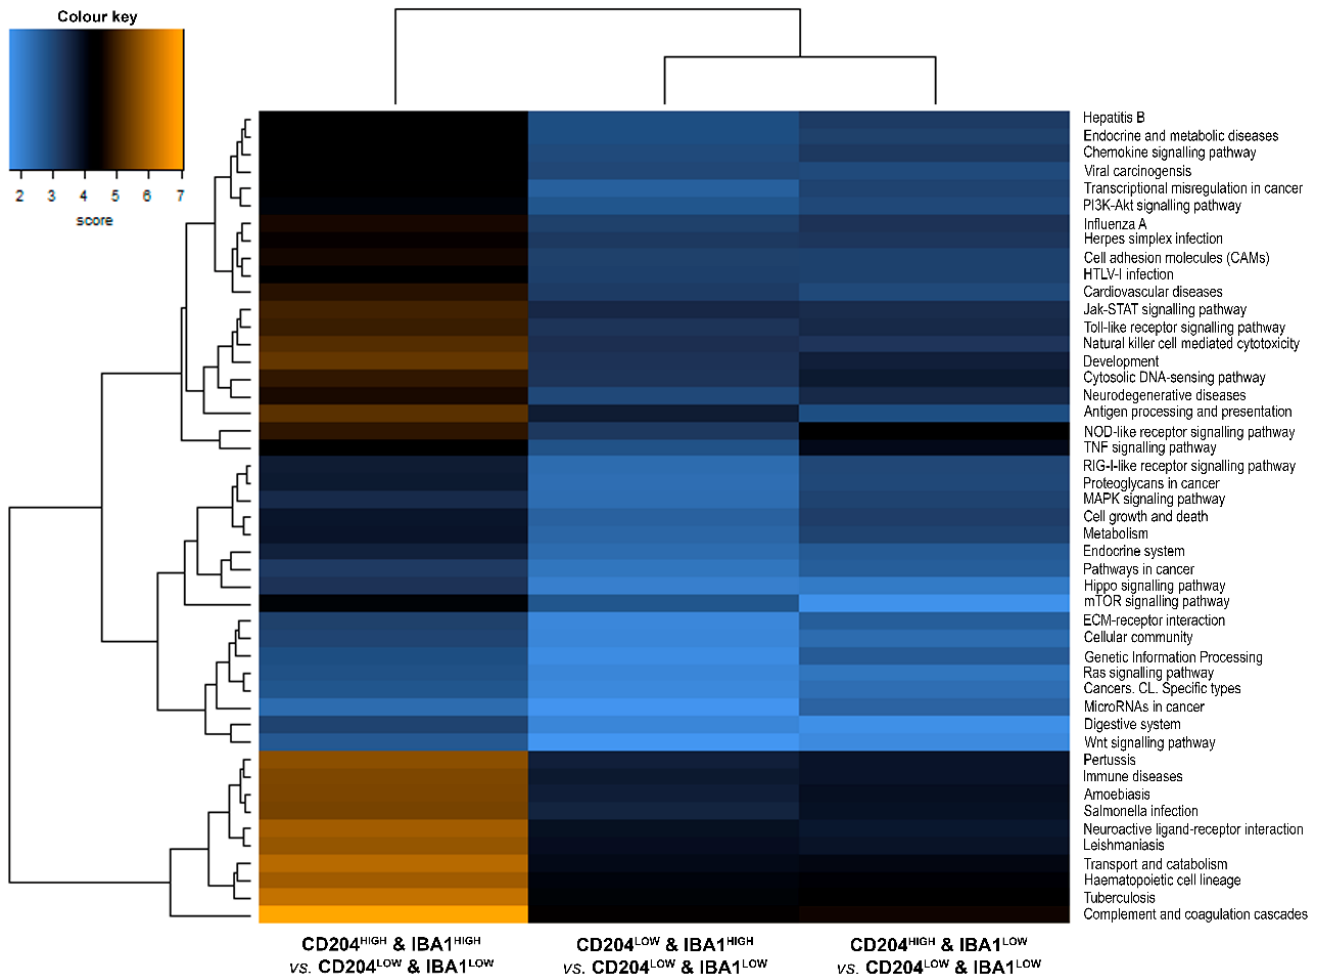 Colour key
2 3 4 5 6 7
score
Hepatitis B
Endocrine and metabolic diseases
Chemokine signalling pathway
Viral carcinogensis
Transcriptional misregulation in cancer
PI3K-Akt signalling pathway
Influenza A
Herpes simplex infection
Cell adhesion molecules (CAMs)
HTLV-I infection
Cardiovascular diseases
Jak-STAT signalling pathway
Toll-like receptor signalling pathway
Natural killer cell mediated cytotoxicity
Development
Cytosolic DNA-sensing pathway
Neurodegenerative diseases
Antigen processing and presentation
NOD-like receptor signalling pathway
TNF signalling pathway
RIG-I-like receptor signalling pathway
Proteoglycans in cancer
MAPK signaling pathway
Cell growth and death
Metabolism
Endocrine system
Pathways in cancer
Hippo signalling pathway
mTOR signalling pathway
ECM-receptor interaction
Cellular community
Genetic Information Processing
Ras signalling pathway
Cancers. CL. Specific types
MicroRNAs in cancer
Digestive system
Wnt signalling pathway
Pertussis
Immune diseases
Amoebiasis
Salmonella infection
Neuroactive ligand-receptor interaction
Leishmaniasis
Transport and catabolism
Haematopoietic cell lineage
Tuberculosis
Complement and coagulation cascades
CD204HIGH & IBA1HIGH
vs. CD204LOW & IBA1LOW
CD204LOW & IBA1HIGH
vs. CD204LOW & IBA1LOW
CD204HIGH & IBA1LOW
vs. CD204LOW & IBA1LOW